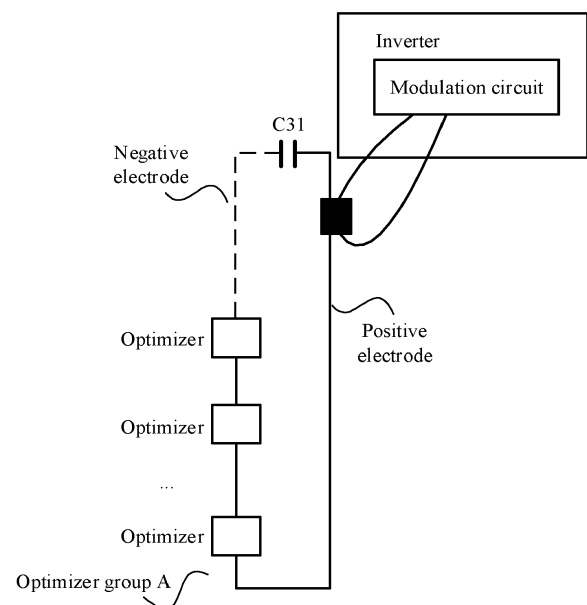 Inverter
Modulation circuit
C31
Negative
electrode
Optimizer
Positive
electrode
Optimizer
...
Optimizer
Optimizer group A